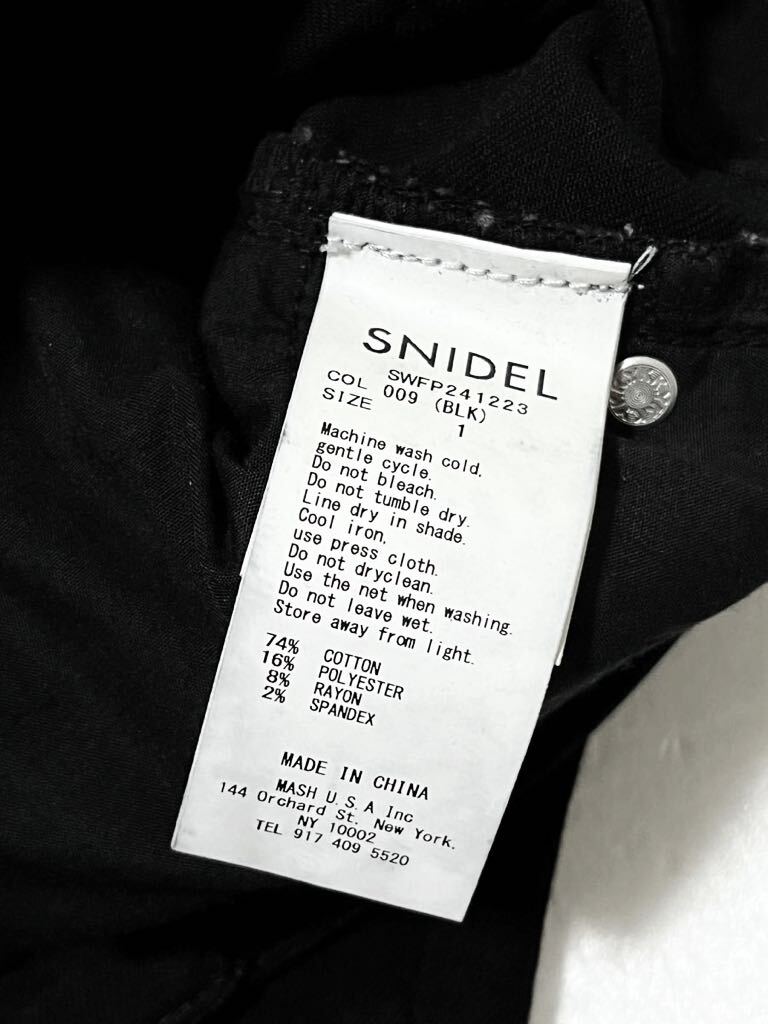 SNIDEL
SWFP241223
COL 009 (BLK)
SIZE 1
Machine wash cold,
gentle cycle.
Do not bleach.
Do not tumble dry.
Line dry in shade.
Cool iron,
use press cloth.
Do not dryclean.
Use the net when washing.
Do not leave wet.
Store away from light.
74% COTTON
16% POLYESTER
8% RAYON
2% SPANDEX
MADE IN CHINA
MASH U.S.A Inc
144 Orchard St. New York.
NY 10002
TEL 917 409 5520